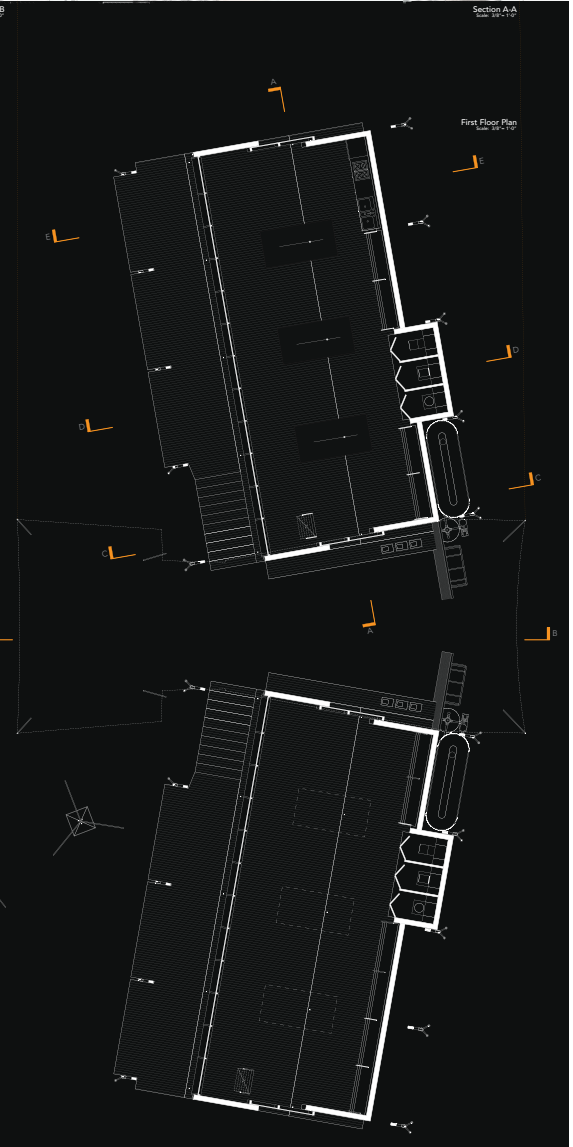 B
Section A-A
Scale: 3/8"= 1'-0"
A
First Floor Plan
Scale: 3/8"= 1'-0"
E
E
D
D
C
C
A
B